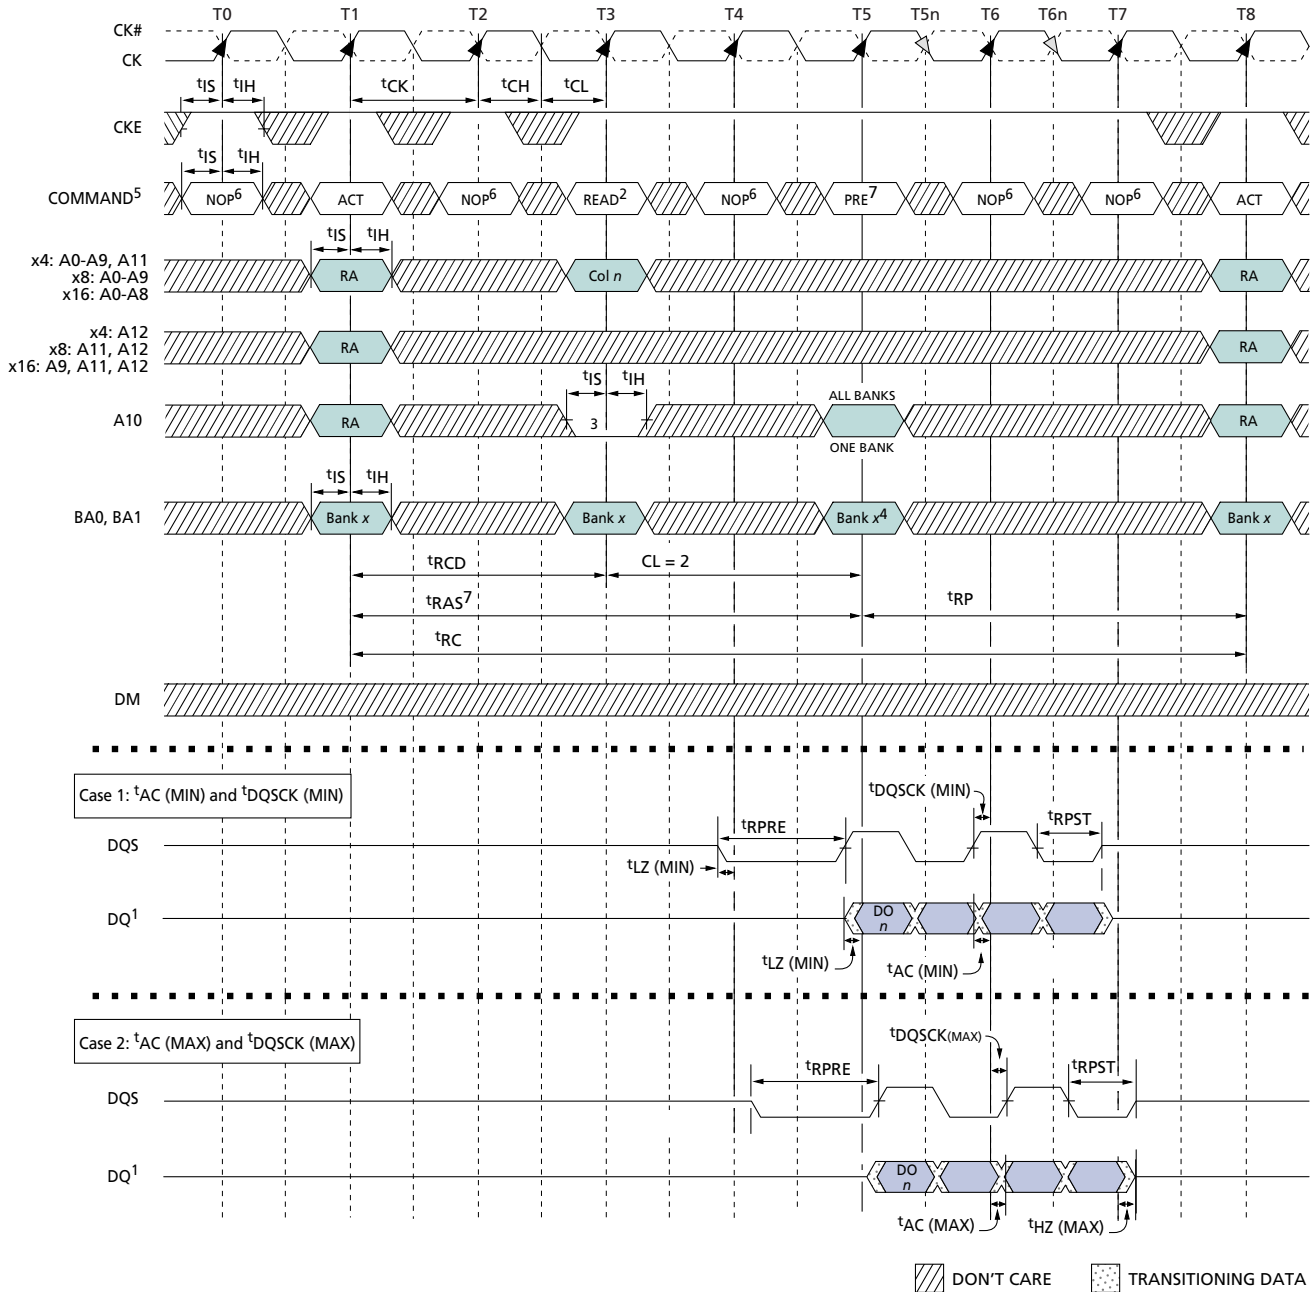 T0 T1 T2 T3 T4 T5 T5n T6 T6n T7 T8
CK#
CK
tIS tIH tCK tCH tCL
CKE
tIS tIH
COMMAND5 NOP6 ACT NOP6 READ2 NOP6 PRE7 NOP6 NOP6 ACT
tIS tIH
x4: A0-A9, A11
x8: A0-A9
x16: A0-A8
RA Col n RA
x4: A12
x8: A11, A12
x16: A9, A11, A12
RA RA
tIS tIH
ALL BANKS
A10 RA 3 RA
ONE BANK
tIS tIH
BA0, BA1 Bank x Bank x Bank x4 Bank x
tRCD CL = 2
tRAS7 tRP
tRC
DM
Case 1: tAC (MIN) and tDQSCK (MIN)
tDQSCK (MIN)
tRPRE tRPST
DQS
tLZ (MIN)
DQ1 DO
n
tLZ (MIN) tAC (MIN)
Case 2: tAC (MAX) and tDQSCK (MAX)
tDQSCK(MAX)
tRPRE tRPST
DQS
DQ1 DO
n
tAC (MAX) tHZ (MAX)
DON'T CARE TRANSITIONING DATA